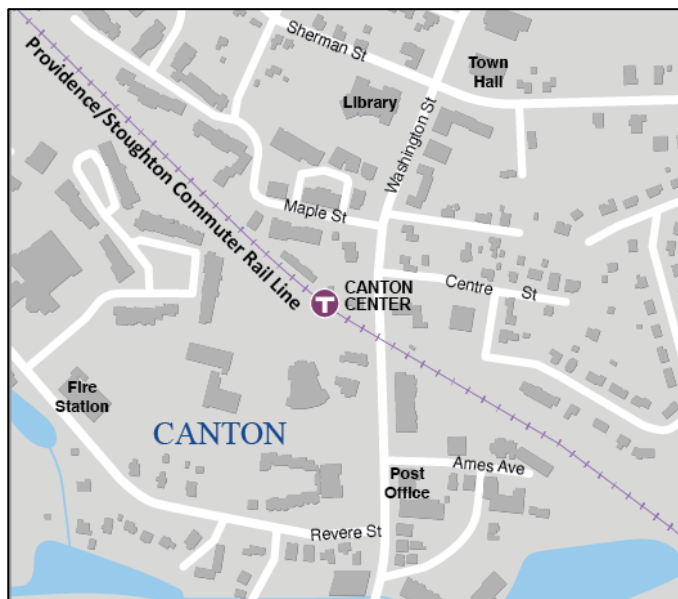 Sherman St
Town
Hall
Library
Washington St
Providence/Stoughton Commuter Rail Line
Maple St
T
CANTON
CENTER
Centre St
Fire
Station
CANTON
Ames Ave
Post
Office
Revere St